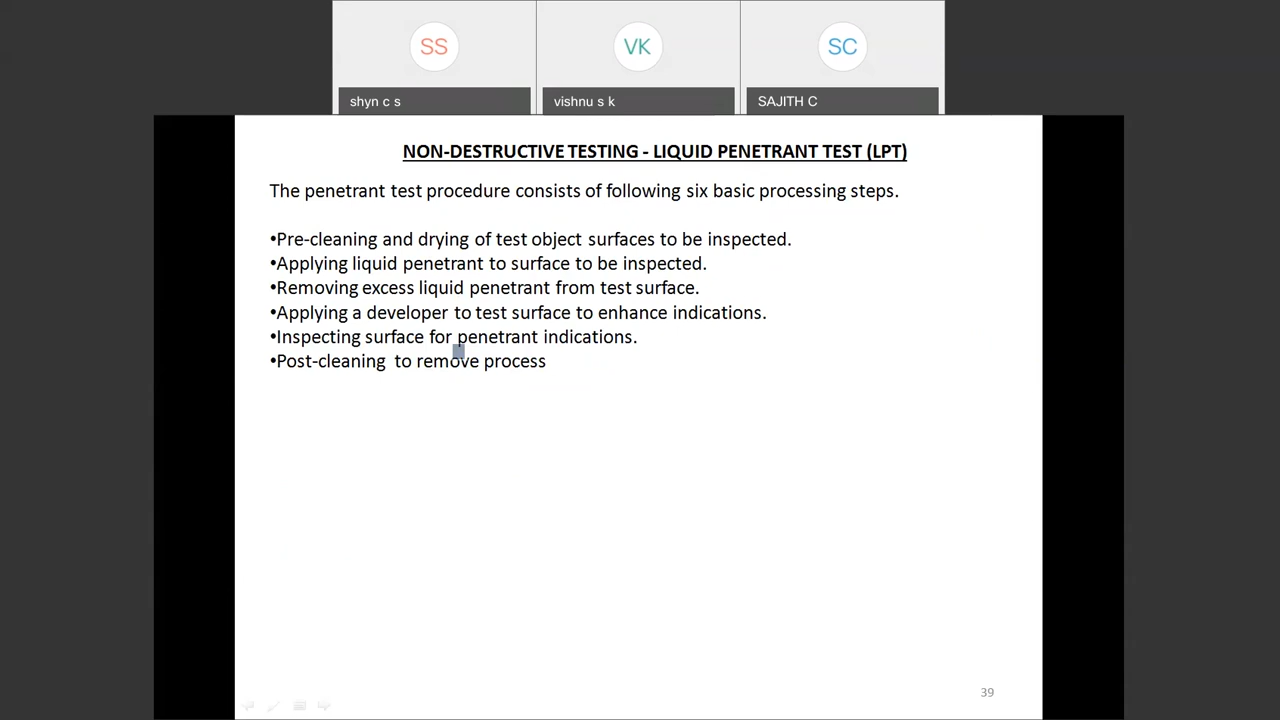 SS VK SC
shyn c s vishnu s k SAJITH C
NON-DESTRUCTIVE TESTING - LIQUID PENETRANT TEST (LPT)
The penetrant test procedure consists of following six basic processing steps.
•Pre-cleaning and drying of test object surfaces to be inspected.
•Applying liquid penetrant to surface to be inspected.
•Removing excess liquid penetrant from test surface.
•Applying a developer to test surface to enhance indications.
•Inspecting surface for penetrant indications.
•Post-cleaning to remove process
39